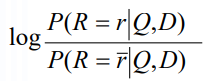 log P(R = r|Q,D) / P(R = r̅|Q,D)